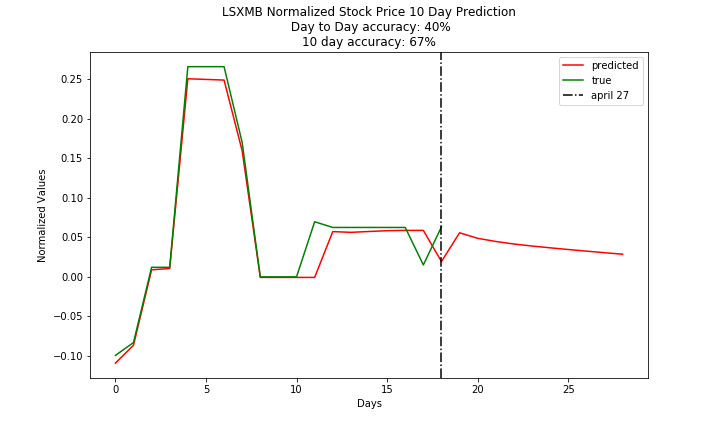 LSXMB Normalized Stock Price 10 Day Prediction
Day to Day accuracy: 40%
10 day accuracy: 67%
predicted
true
april 27
Normalized Values
0.25
0.20
0.15
0.10
0.05
0.00
−0.05
−0.10
0 5 10 15 20 25
Days